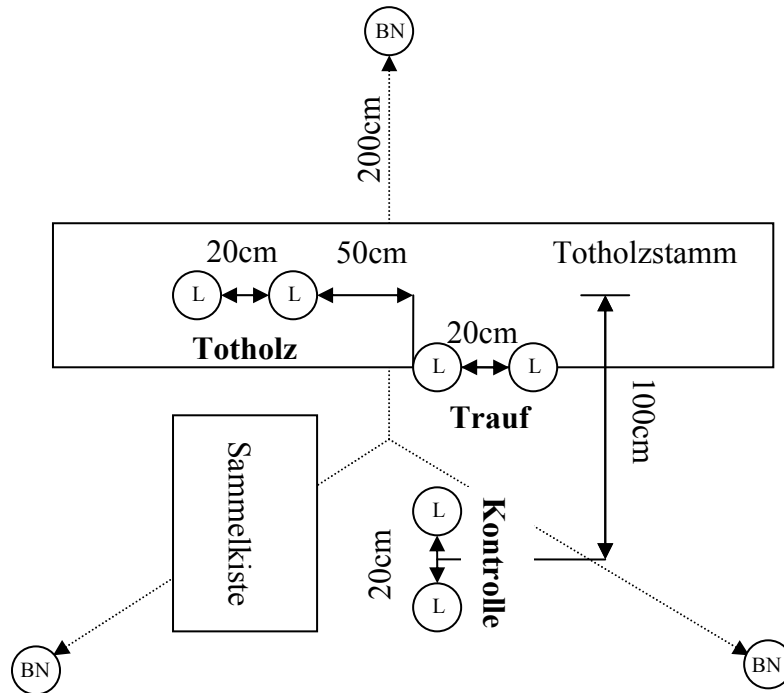 BN
200cm
20cm
50cm
Totholzstamm
L
L
Totholz
20cm
L
L
Trauf
100cm
Sammelkiste
L
Kontrolle
20cm
L
BN
BN